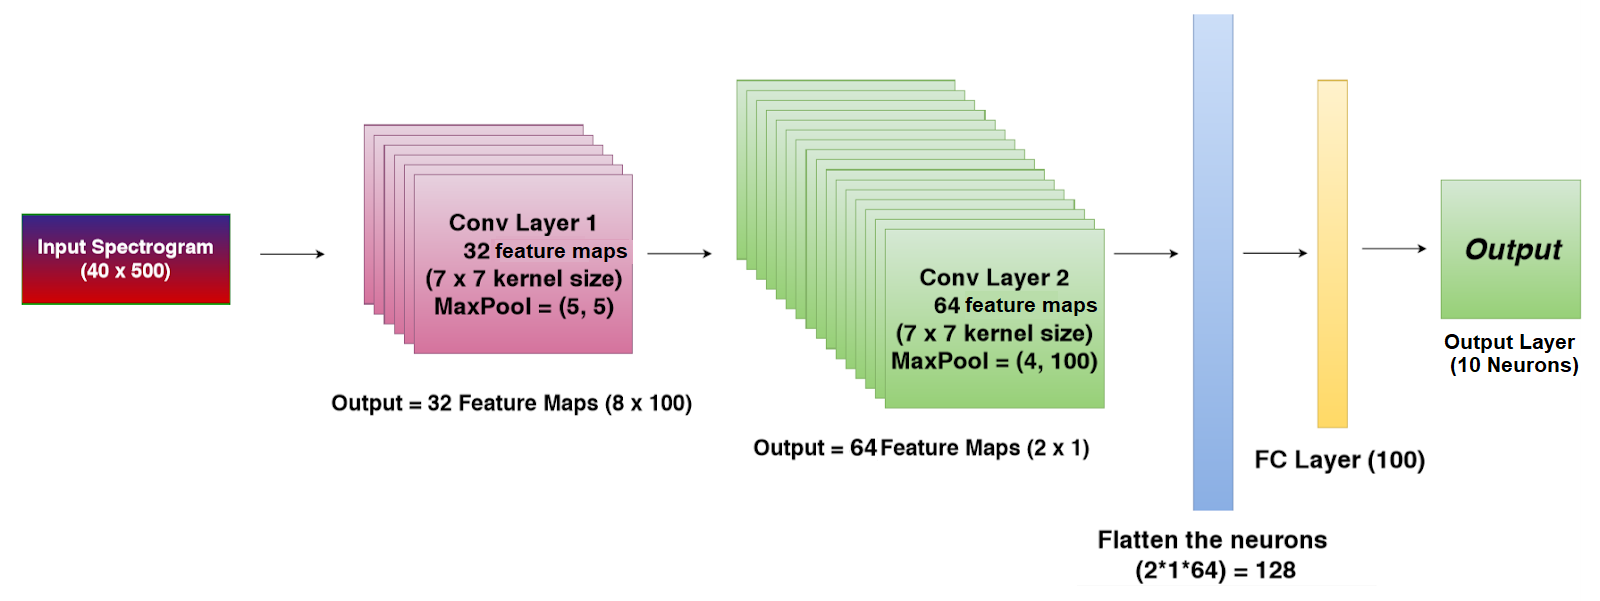 Input Spectrogram
(40 x 500)
Conv Layer 1
32 feature maps
(7 x 7 kernel size)
MaxPool = (5, 5)
Output = 32 Feature Maps (8 x 100)
Conv Layer 2
64 feature maps
(7 x 7 kernel size)
MaxPool = (4, 100)
Output = 64 Feature Maps (2 x 1)
Flatten the neurons
(2*1*64) = 128
FC Layer (100)
Output
Output Layer
(10 Neurons)